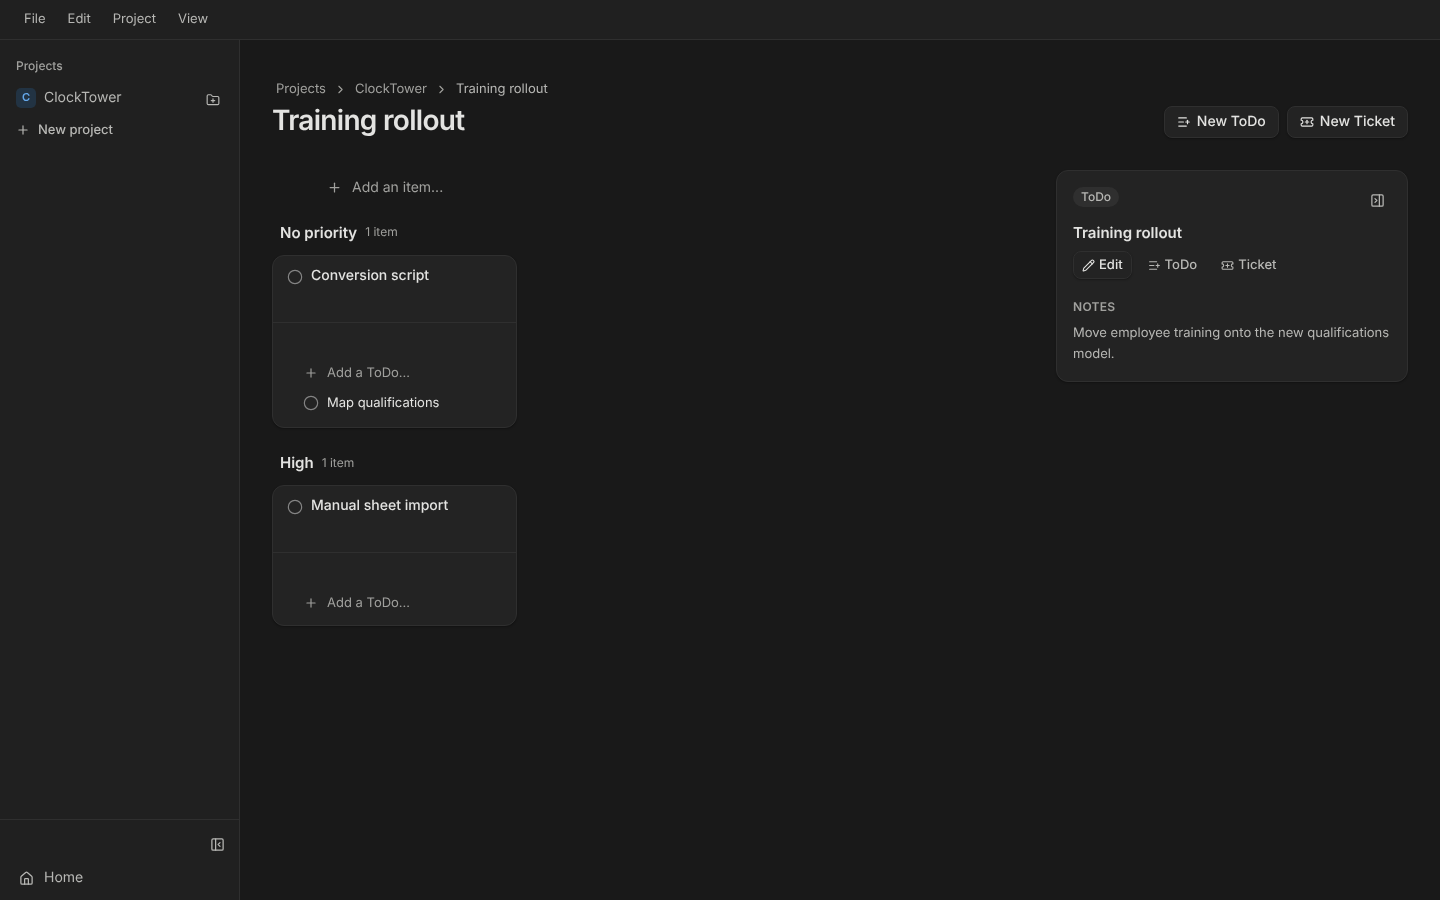 File Edit Project View
Projects
C ClockTower
New project
Home
Projects > ClockTower > Training rollout
Training rollout
New ToDo New Ticket
Add an item...
No priority 1 item
Conversion script
Add a ToDo...
Map qualifications
High 1 item
Manual sheet import
Add a ToDo...
ToDo
Training rollout
Edit ToDo Ticket
NOTES
Move employee training onto the new qualifications
model.